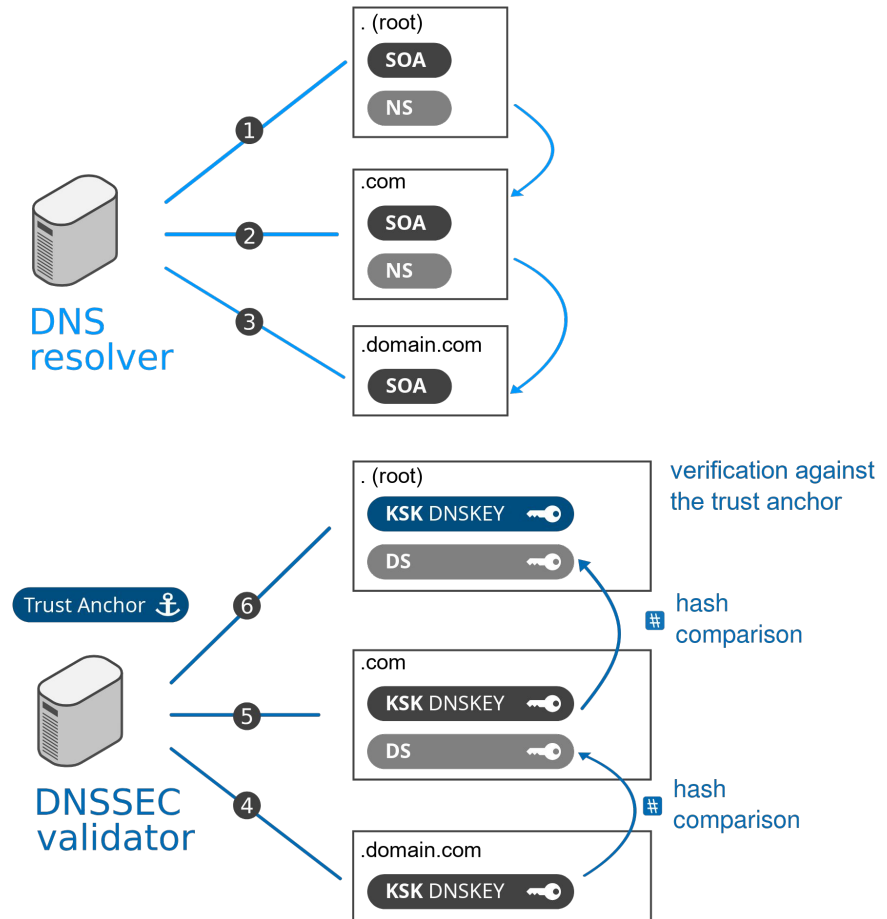 . (root)
SOA
NS
1
.com
SOA
NS
2
DNS
resolver
3
.domain.com
SOA
. (root)
KSK DNSKEY
DS
verification against
the trust anchor
Trust Anchor
6
# hash
comparison
.com
KSK DNSKEY
DS
5
DNSSEC
validator
4
# hash
comparison
.domain.com
KSK DNSKEY